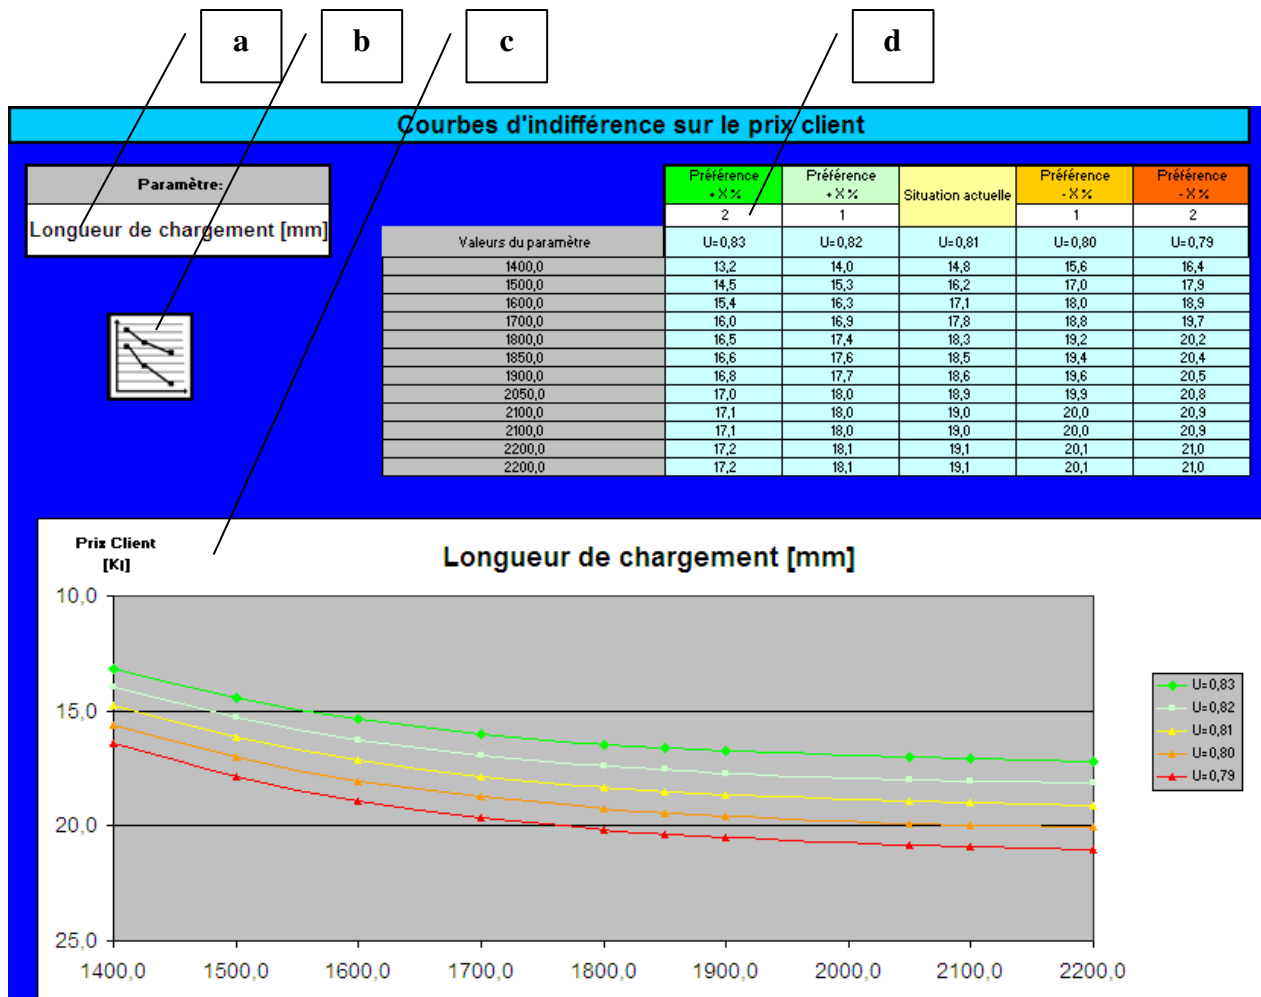 a b c d
Courbes d'indifférence sur le prix client
Paramètre:
Longueur de chargement [mm]
Préférence + X % Préférence + X % Situation actuelle Préférence - X % Préférence - X %
2 1 1 2
Valeurs du paramètre U=0,83 U=0,82 U=0,81 U=0,80 U=0,79
1400,0 13,2 14,0 14,8 15,6 16,4
1500,0 14,5 15,3 16,2 17,0 17,9
1600,0 15,4 16,3 17,1 18,0 18,9
1700,0 16,0 16,9 17,8 18,8 19,7
1800,0 16,5 17,4 18,3 19,2 20,2
1850,0 16,6 17,6 18,5 19,4 20,4
1900,0 16,8 17,7 18,6 19,6 20,5
2050,0 17,0 18,0 18,9 19,9 20,8
2100,0 17,1 18,0 19,0 20,0 20,9
2100,0 17,1 18,0 19,0 20,0 20,9
2200,0 17,2 18,1 19,1 20,1 21,0
2200,0 17,2 18,1 19,1 20,1 21,0
Prix Client
[K¤]
Longueur de chargement [mm]
10,0
15,0
20,0
25,0
1400,0 1500,0 1600,0 1700,0 1800,0 1900,0 2000,0 2100,0 2200,0
U=0,83
U=0,82
U=0,81
U=0,80
U=0,79